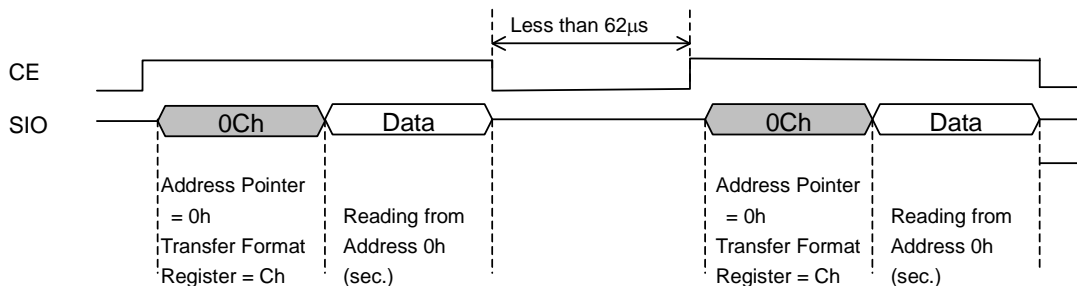 Less than 62μs
CE
SIO
0Ch
Data
0Ch
Data
Address Pointer
= 0h
Transfer Format
Register = Ch
Reading from
Address 0h
(sec.)
Address Pointer
= 0h
Transfer Format
Register = Ch
Reading from
Address 0h
(sec.)